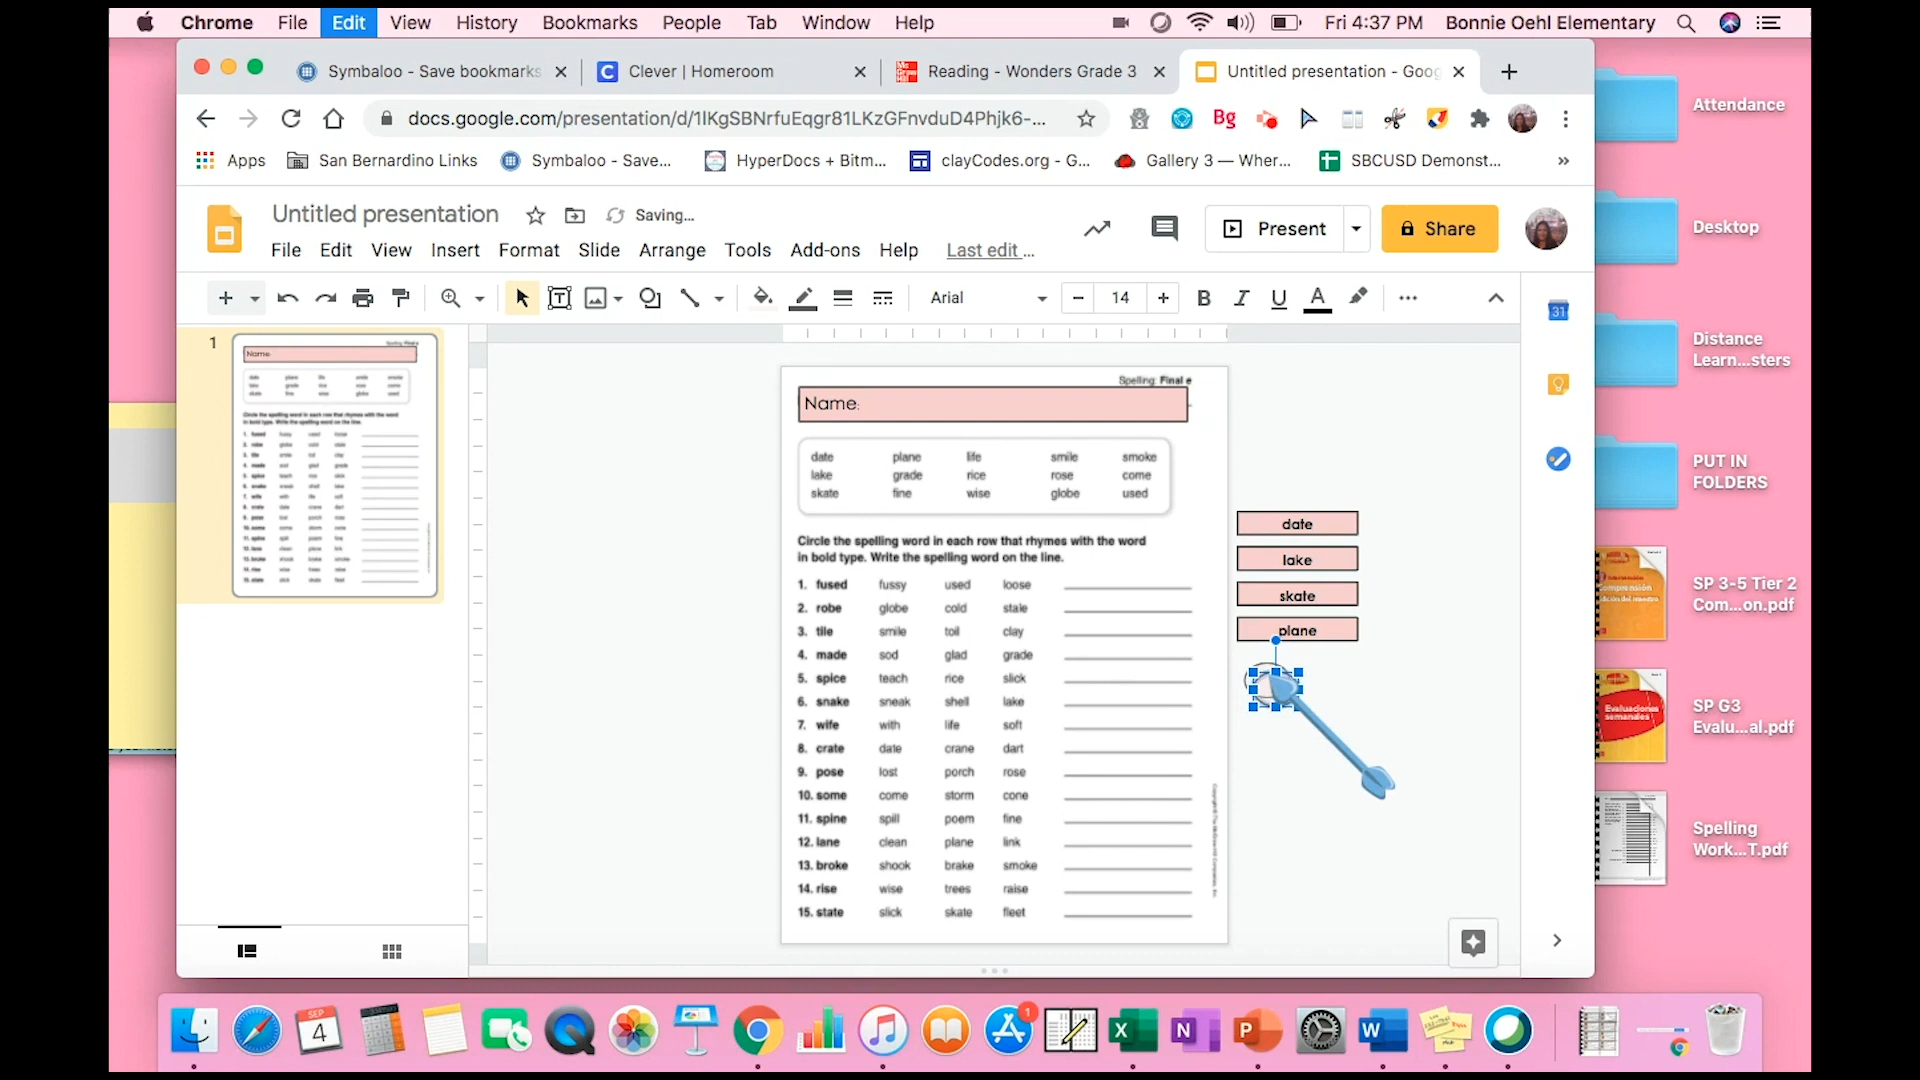 Chrome File Edit View History Bookmarks People Tab Window Help Fri 4:37 PM Bonnie Oehl Elementary
Symbaloo - Save bookmarks Clever | Homeroom Reading - Wonders Grade 3 Untitled presentation - Goo
docs.google.com/presentation/d/1IKgSBNrfuEqgr81LKzGFnvduD4Phjk6-... Bg
Apps San Bernardino Links Symbaloo - Save... HyperDocs + Bitm... clayCodes.org - G... Gallery 3 — Wher... SBCUSD Demonst... »
Untitled presentation Saving...
Present Share
File Edit View Insert Format Slide Arrange Tools Add-ons Help Last edit ...
Arial 14 B I U A
31
1
Spelling: Final e
Name:
date plane life smile smoke
lake grade rice rose come
skate fine wise globe used
Circle the spelling word in each row that rhymes with the word
in bold type. Write the spelling word on the line.
1. fused fussy used loose
2. robe globe cold stale
3. tile smile toil clay
4. made sod glad grade
5. spice teach rice slick
6. snake sneak shell lake
7. wife with life soft
8. crate date crane dart
9. pose lost porch rose
10. some come storm cone
11. spine spill poem fine
12. lane clean plane link
13. broke shook brake smoke
14. rise wise trees raise
15. state slick skate fleet
date
lake
skate
plane
Attendance
Desktop
Distance
Learn...sters
PUT IN
FOLDERS
SP 3-5 Tier 2
Com...on.pdf
SP G3
Evalu...al.pdf
Spelling
Work...T.pdf
SEP
4
1